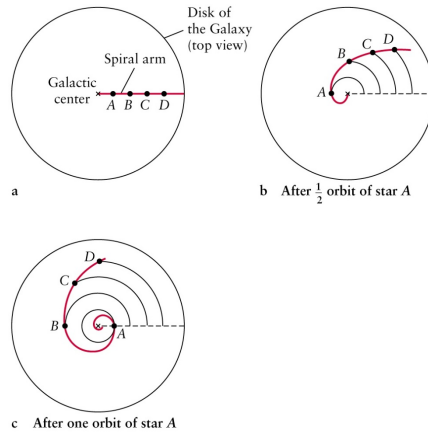 Disk of
the Galaxy
(top view)
Spiral arm
Galactic
center
A B C D
a
A B C D
b After 1/2 orbit of star A
A B C D
c After one orbit of star A